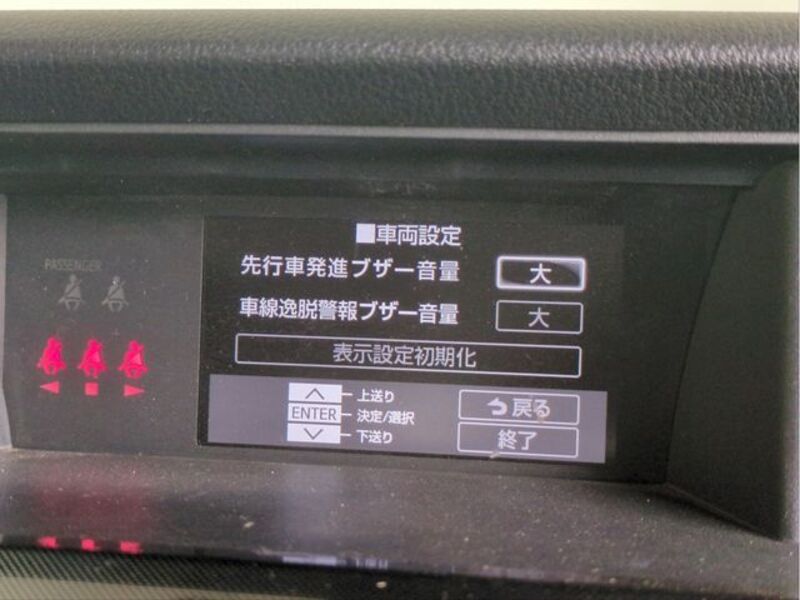 ■車両設定
PASSENGER
先行車発進ブザー音量 大
車線逸脱警報ブザー音量 大
表示設定初期化
上送り
ENTER 決定/選択
下送り
戻る
終了